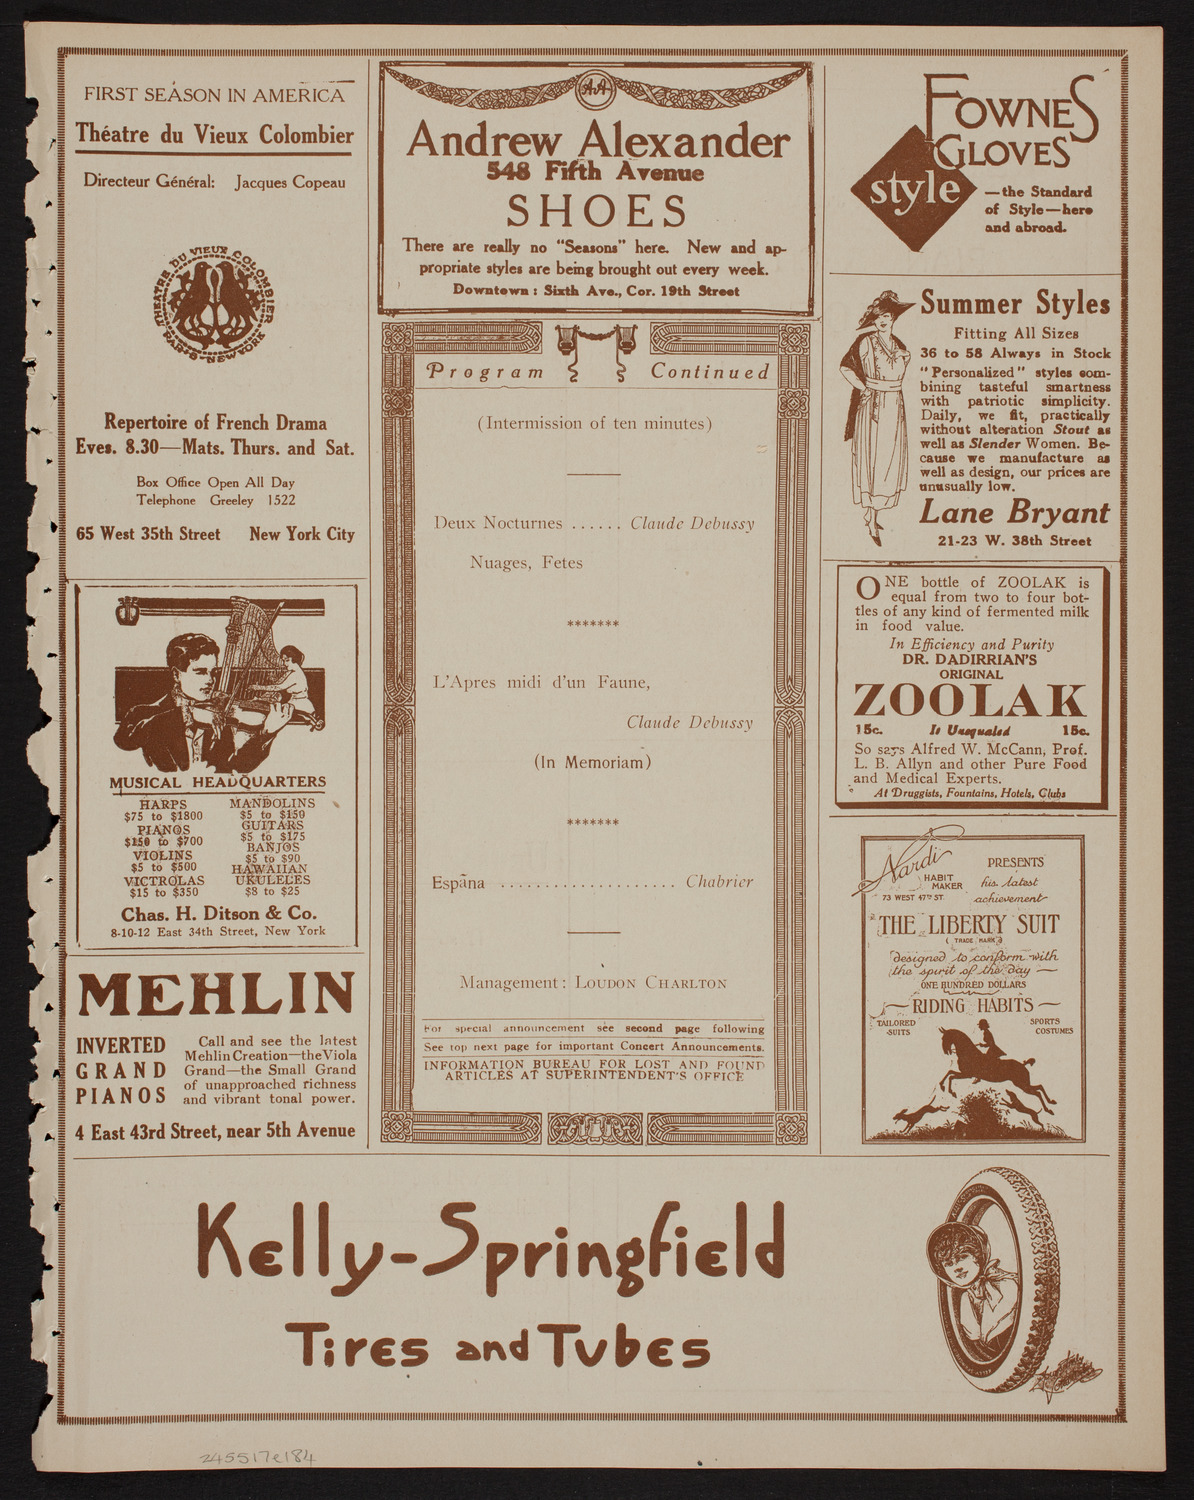 FIRST SEASON IN AMERICA
Théatre du Vieux Colombier
Directeur Général: Jacques Copeau
THÉATRE DU VIEUX COLOMBIER
PARIS-NEW YORK
Repertoire of French Drama
Eves. 8.30—Mats. Thurs. and Sat.
Box Office Open All Day
Telephone Greeley 1522
65 West 35th Street New York City
MUSICAL HEADQUARTERS
HARPS
$75 to $1800
PIANOS
$150 to $700
VIOLINS
$5 to $500
VICTROLAS
$15 to $350
MANDOLINS
$5 to $150
GUITARS
$5 to $175
BANJOS
$5 to $90
HAWAIIAN
UKULELES
$8 to $25
Chas. H. Ditson & Co.
8-10-12 East 34th Street, New York
MEHLIN
INVERTED
GRAND
PIANOS
Call and see the latest
Mehlin Creation—the Viola
Grand—the Small Grand
of unapproached richness
and vibrant tonal power.
4 East 43rd Street, near 5th Avenue
AA
Andrew Alexander
548 Fifth Avenue
SHOES
There are really no "Seasons" here. New and ap-
propriate styles are being brought out every week.
Downtown: Sixth Ave., Cor. 19th Street
Program Continued
(Intermission of ten minutes)
Deux Nocturnes ...... Claude Debussy
Nuages, Fetes
*******
L'Apres midi d'un Faune,
Claude Debussy
(In Memoriam)
*******
Espãna .................... Chabrier
Management: LOUDON CHARLTON
For special announcement see second page following
See top next page for important Concert Announcements.
INFORMATION BUREAU FOR LOST AND FOUND
ARTICLES AT SUPERINTENDENT'S OFFICE
FOWNES
GLOVES
style
—the Standard
of Style—here
and abroad.
Summer Styles
Fitting All Sizes
36 to 58 Always in Stock
"Personalized" styles com-
bining tasteful smartness
with patriotic simplicity.
Daily, we fit, practically
without alteration Stout as
well as Slender Women. Be-
cause we manufacture as
well as design, our prices are
unusually low.
Lane Bryant
21-23 W. 38th Street
ONE bottle of ZOOLAK is
equal from two to four bot-
tles of any kind of fermented milk
in food value.
In Efficiency and Purity
DR. DADIRRIAN'S
ORIGINAL
ZOOLAK
15c. Is Unequaled 15c.
So says Alfred W. McCann, Prof.
L. B. Allyn and other Pure Food
and Medical Experts.
At Druggists, Fountains, Hotels, Clubs
Nardi
HABIT
MAKER
73 WEST 47TH ST.
PRESENTS
his latest
achievement
THE LIBERTY SUIT
(TRADE MARK)
designed to conform with
the spirit of the day—
ONE HUNDRED DOLLARS
—RIDING HABITS—
TAILORED
SUITS
SPORTS
COSTUMES
Kelly-Springfield
Tires and Tubes
245517e184